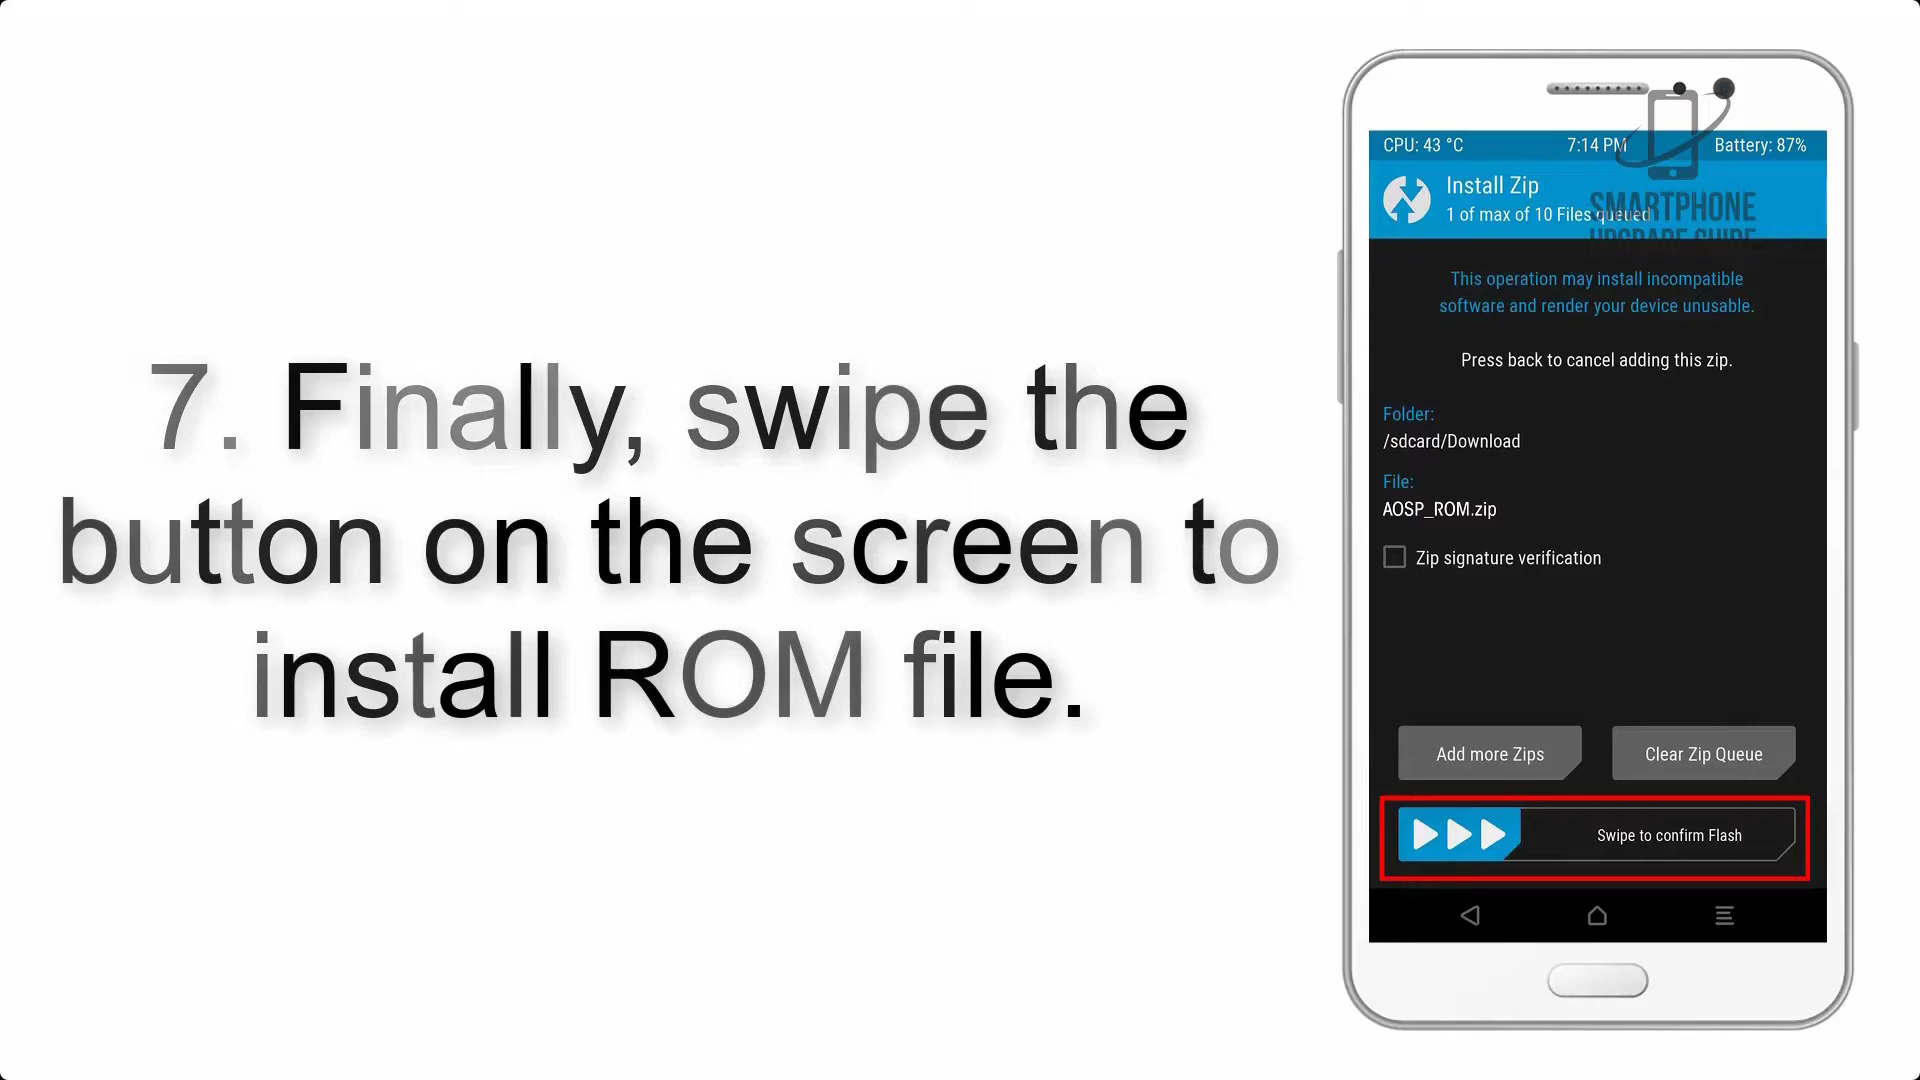 7. Finally, swipe the
button on the screen to
install ROM file.
CPU: 43 °C 7:14 PM Battery: 87%
Install Zip
1 of max of 10 Files queued
SMARTPHONE
UPGRADE GUIDE
This operation may install incompatible
software and render your device unusable.
Press back to cancel adding this zip.
Folder:
/sdcard/Download
File:
AOSP_ROM.zip
Zip signature verification
Add more Zips Clear Zip Queue
Swipe to confirm Flash